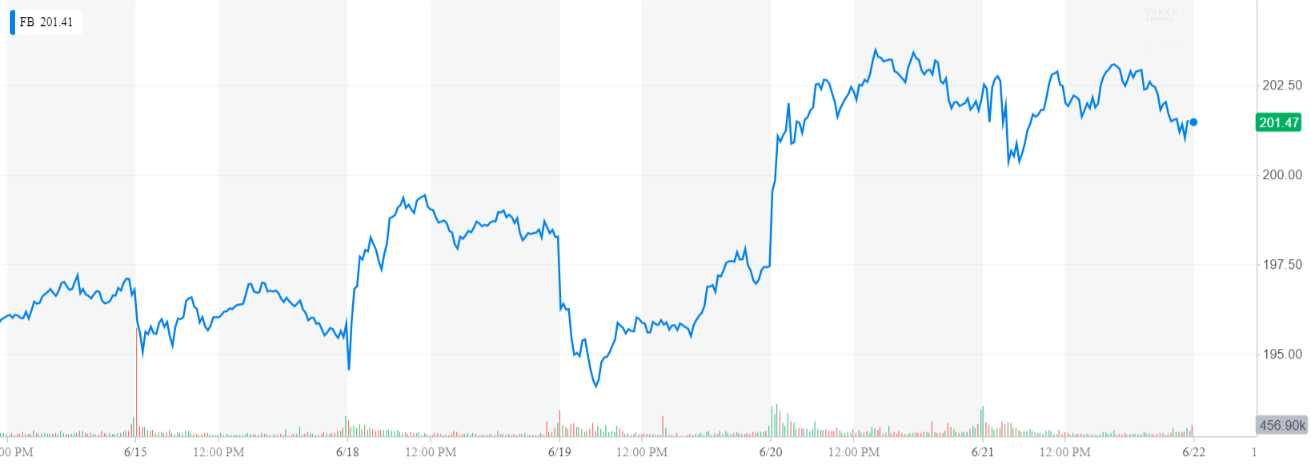 FB 201.41
YAHOO!
FINANCE
202.50
201.47
200.00
197.50
195.00
456.90k
:00 PM 6/15 12:00 PM 6/18 12:00 PM 6/19 12:00 PM 6/20 12:00 PM 6/21 12:00 PM 6/22 1